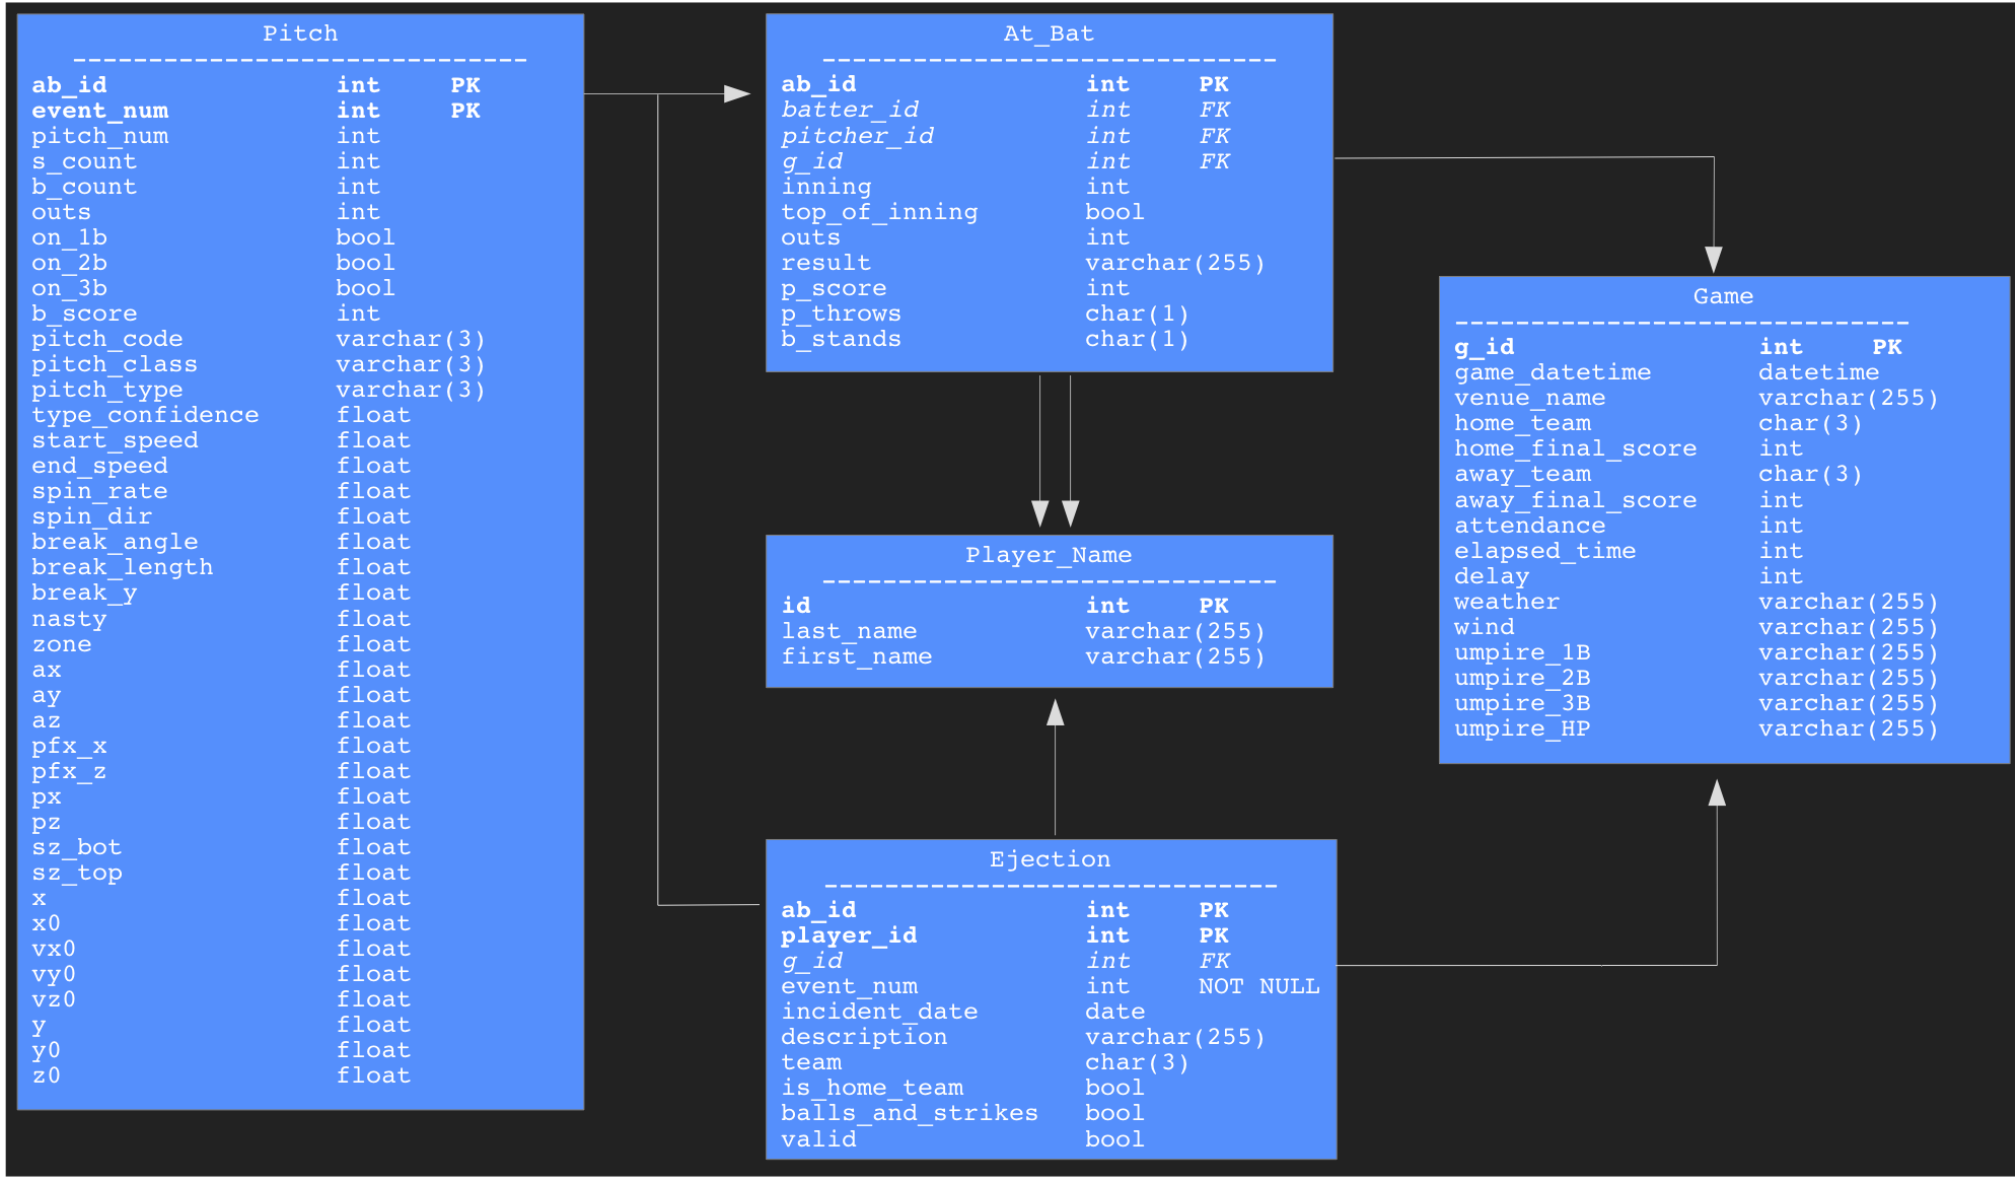 Pitch
------------------------------
ab_id int PK
event_num int PK
pitch_num int
s_count int
b_count int
outs int
on_1b bool
on_2b bool
on_3b bool
b_score int
pitch_code varchar(3)
pitch_class varchar(3)
pitch_type varchar(3)
type_confidence float
start_speed float
end_speed float
spin_rate float
spin_dir float
break_angle float
break_length float
break_y float
nasty float
zone float
ax float
ay float
az float
pfx_x float
pfx_z float
px float
pz float
sz_bot float
sz_top float
x float
x0 float
vx0 float
vy0 float
vz0 float
y float
y0 float
z0 float
At_Bat
------------------------------
ab_id int PK
batter_id int FK
pitcher_id int FK
g_id int FK
inning int
top_of_inning bool
outs int
result varchar(255)
p_score int
p_throws char(1)
b_stands char(1)
Player_Name
------------------------------
id int PK
last_name varchar(255)
first_name varchar(255)
Ejection
------------------------------
ab_id int PK
player_id int PK
g_id int FK
event_num int NOT NULL
incident_date date
description varchar(255)
team char(3)
is_home_team bool
balls_and_strikes bool
valid bool
Game
------------------------------
g_id int PK
game_datetime datetime
venue_name varchar(255)
home_team char(3)
home_final_score int
away_team char(3)
away_final_score int
attendance int
elapsed_time int
delay int
weather varchar(255)
wind varchar(255)
umpire_1B varchar(255)
umpire_2B varchar(255)
umpire_3B varchar(255)
umpire_HP varchar(255)